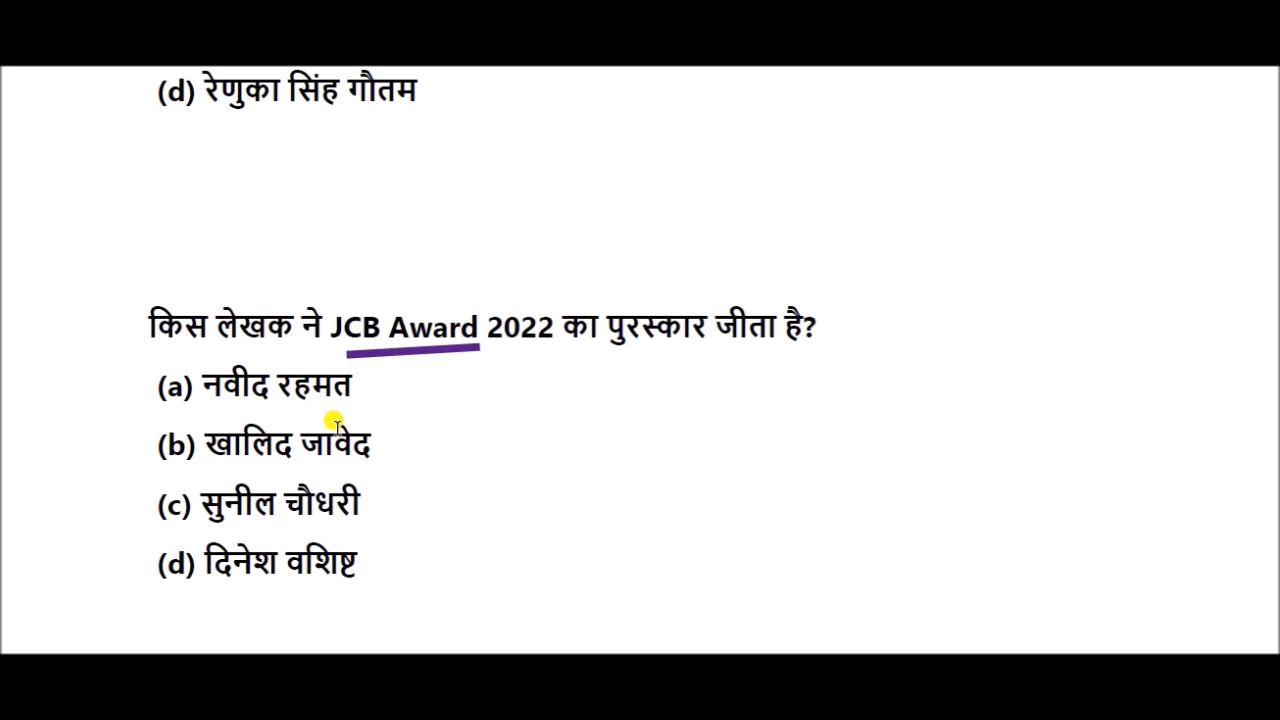 (d) रेणुका सिंह गौतम
किस लेखक ने JCB Award 2022 का पुरस्कार जीता है?
(a) नवीद रहमत
(b) खालिद जावेद
(c) सुनील चौधरी
(d) दिनेश वशिष्ट